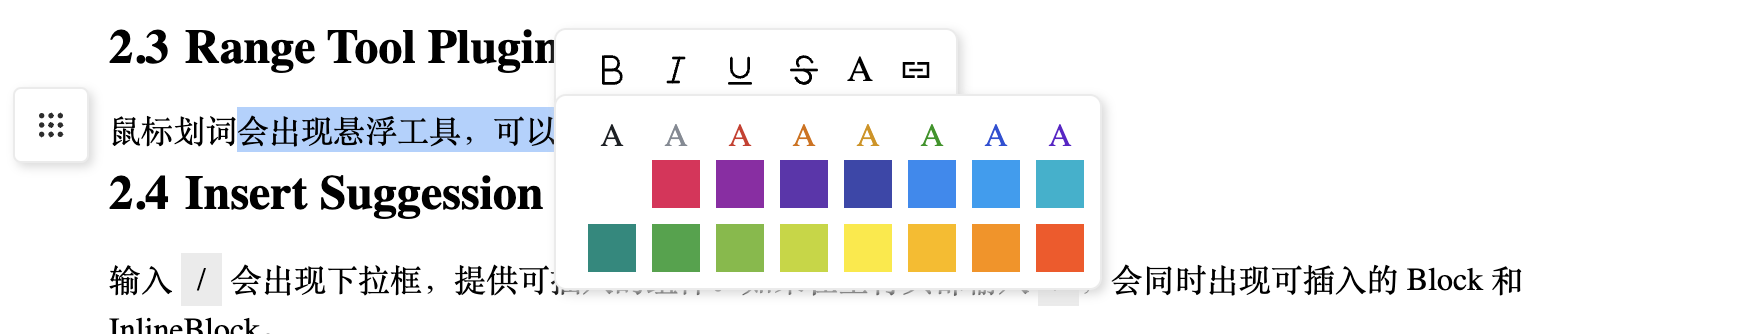 2.3 Range Tool Plugin
B I U S A
鼠标划词会出现悬浮工具，可以
A A A A A A A A
2.4 Insert Suggession
输入 / 会出现下拉框，提供可 会同时出现可插入的 Block 和
InlineBlock。